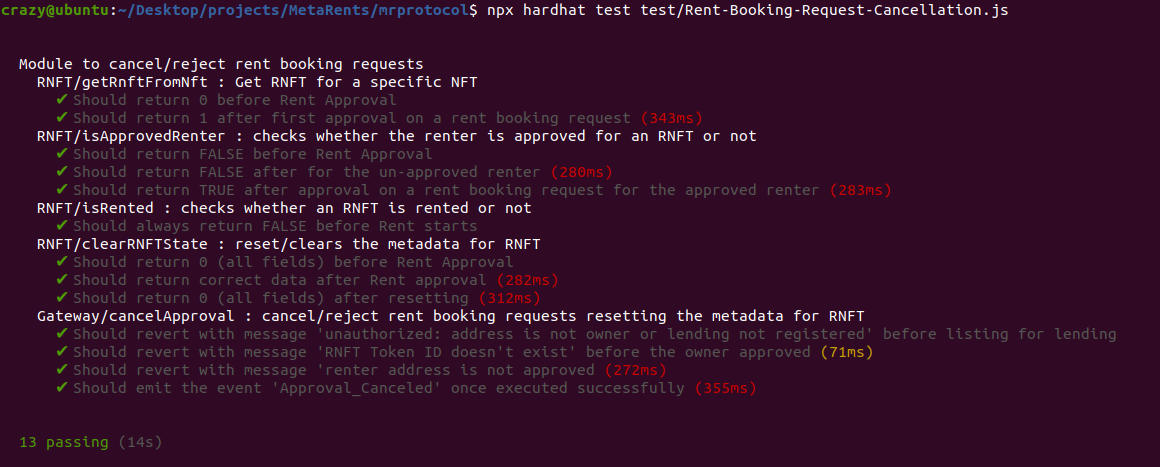 crazy@ubuntu:~/Desktop/projects/MetaRents/mrprotocol$ npx hardhat test test/Rent-Booking-Request-Cancellation.js
Module to cancel/reject rent booking requests
RNFT/getRnftFromNft : Get RNFT for a specific NFT
✔ Should return 0 before Rent Approval
✔ Should return 1 after first approval on a rent booking request (343ms)
RNFT/isApprovedRenter : checks whether the renter is approved for an RNFT or not
✔ Should return FALSE before Rent Approval
✔ Should return FALSE after for the un-approved renter (280ms)
✔ Should return TRUE after approval on a rent booking request for the approved renter (283ms)
RNFT/isRented : checks whether an RNFT is rented or not
✔ Should always return FALSE before Rent starts
RNFT/clearRNFTState : reset/clears the metadata for RNFT
✔ Should return 0 (all fields) before Rent Approval
✔ Should return correct data after Rent approval (282ms)
✔ Should return 0 (all fields) after resetting (312ms)
Gateway/cancelApproval : cancel/reject rent booking requests resetting the metadata for RNFT
✔ Should revert with message 'unauthorized: address is not owner or lending not registered' before listing for lending
✔ Should revert with message 'RNFT Token ID doesn't exist' before the owner approved (71ms)
✔ Should revert with message 'renter address is not approved (272ms)
✔ Should emit the event 'Approval_Canceled' once executed successfully (355ms)
13 passing (14s)